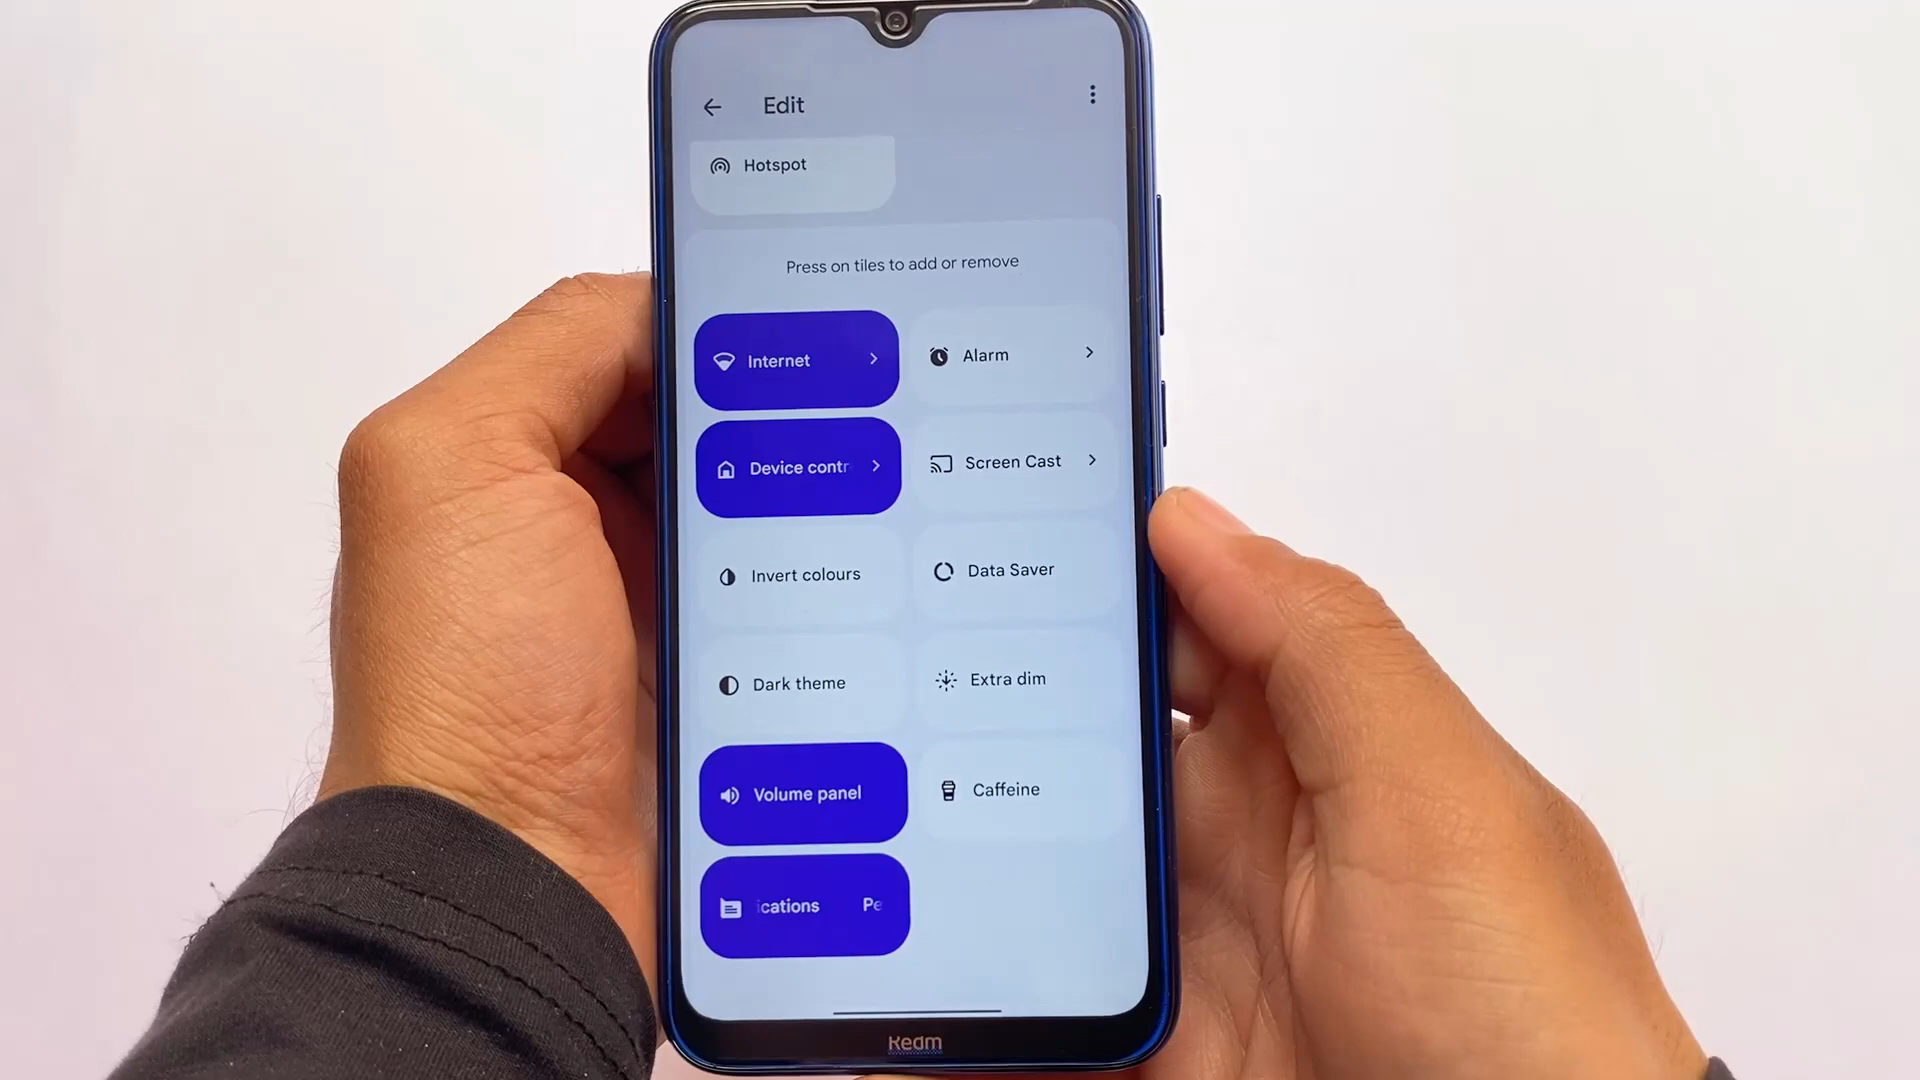 Edit
Hotspot
Press on tiles to add or remove
Internet
Alarm
Device contr
Screen Cast
Invert colours
Data Saver
Dark theme
Extra dim
Volume panel
Caffeine
ications Pe